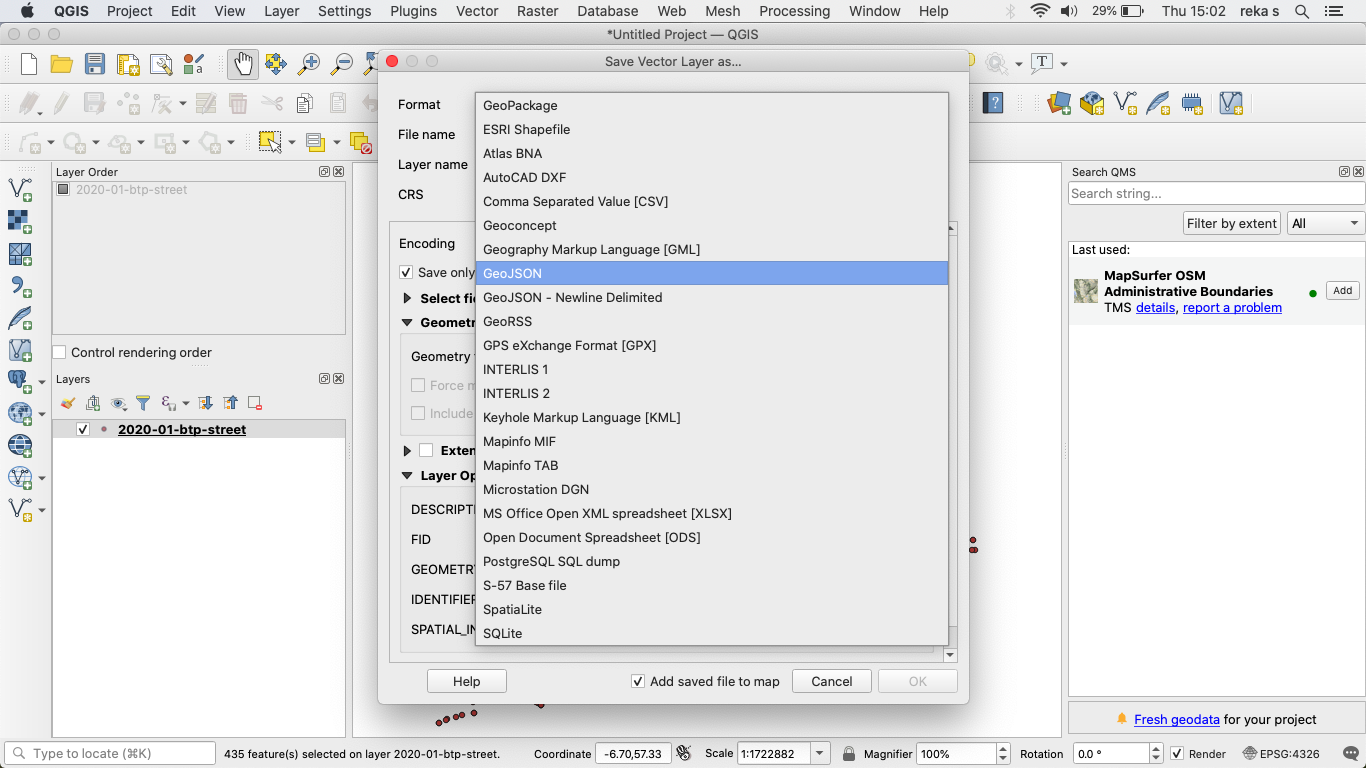 QGIS Project Edit View Layer Settings Plugins Vector Raster Database Web Mesh Processing Window Help 29% Thu 15:02 reka s
*Untitled Project — QGIS
Save Vector Layer as...
Format
File name
Layer name
CRS
GeoPackage
ESRI Shapefile
Atlas BNA
AutoCAD DXF
Comma Separated Value [CSV]
Geoconcept
Geography Markup Language [GML]
GeoJSON
GeoJSON - Newline Delimited
GeoRSS
GPS eXchange Format [GPX]
INTERLIS 1
INTERLIS 2
Keyhole Markup Language [KML]
Mapinfo MIF
Mapinfo TAB
Microstation DGN
MS Office Open XML spreadsheet [XLSX]
Open Document Spreadsheet [ODS]
PostgreSQL SQL dump
S-57 Base file
SpatiaLite
SQLite
Encoding
Save only
Select fie
Geometr
Geometry
Force m
Include
Exten
Layer Op
DESCRIPTI
FID
GEOMETR
IDENTIFIER
SPATIAL_IN
Help
Add saved file to map
Cancel
OK
Layer Order
2020-01-btp-street
Control rendering order
Layers
2020-01-btp-street
Search QMS
Search string...
Filter by extent All
Last used:
MapSurfer OSM
Administrative Boundaries
TMS details, report a problem
Add
Fresh geodata for your project
Type to locate (⌘K) 435 feature(s) selected on layer 2020-01-btp-street. Coordinate -6.70,57.33 Scale 1:1722882 Magnifier 100% Rotation 0.0 ° Render EPSG:4326